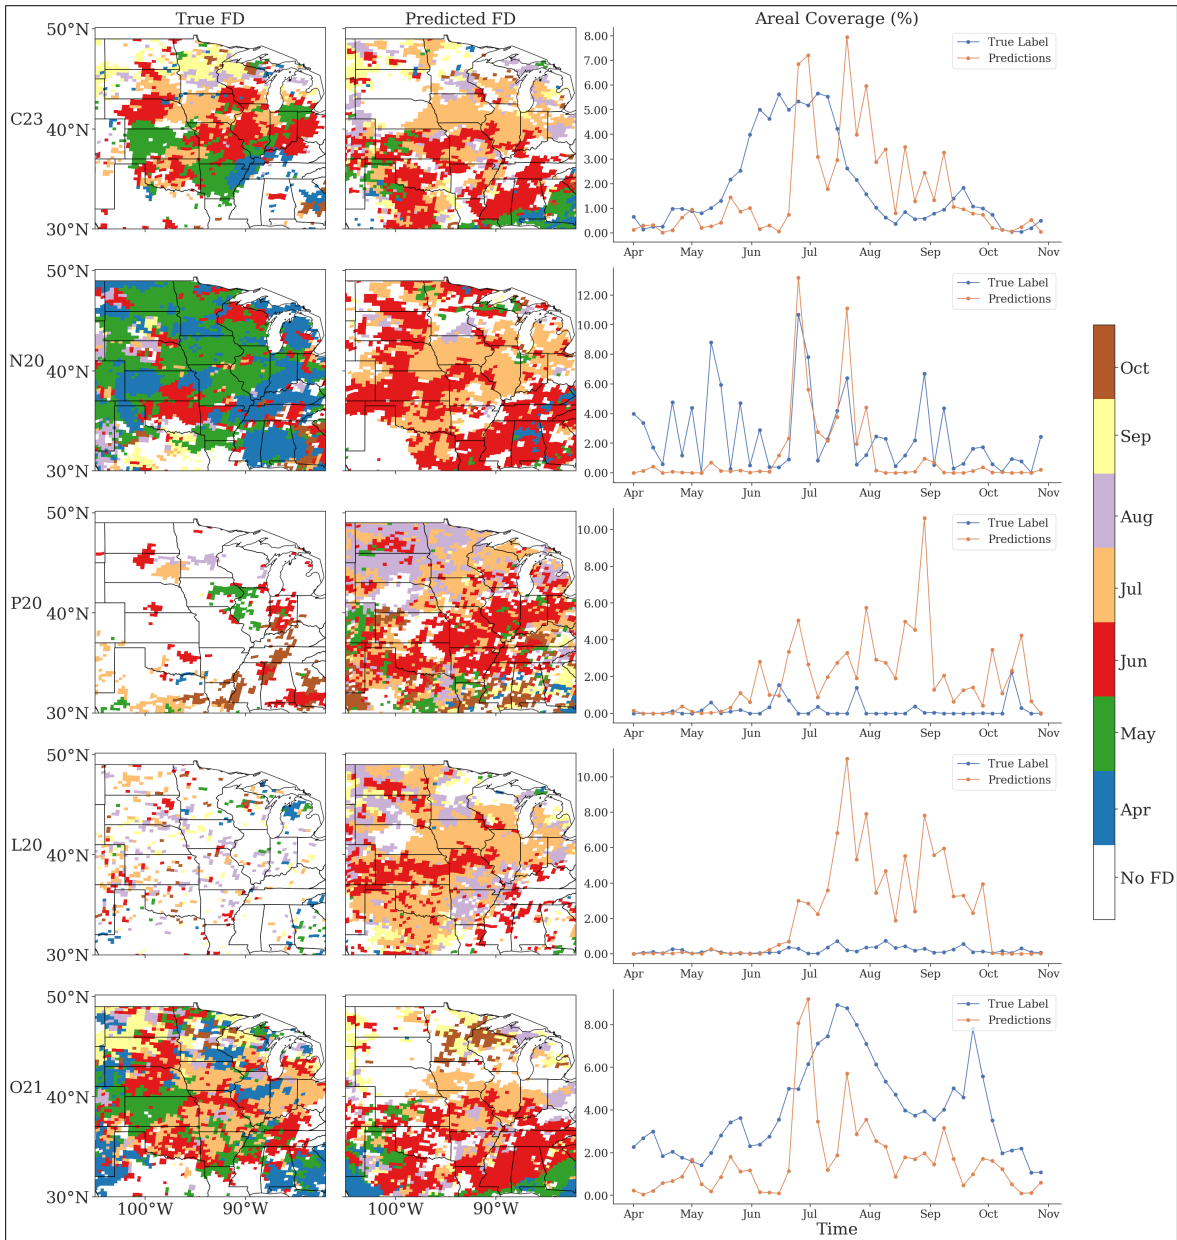 True FD
Predicted FD
Areal Coverage (%)
C23
50°N
40°N
30°N
8.00
7.00
6.00
5.00
4.00
3.00
2.00
1.00
0.00
True Label
Predictions
Apr May Jun Jul Aug Sep Oct Nov
N20
50°N
40°N
30°N
12.00
10.00
8.00
6.00
4.00
2.00
0.00
True Label
Predictions
Apr May Jun Jul Aug Sep Oct Nov
P20
50°N
40°N
30°N
10.00
8.00
6.00
4.00
2.00
0.00
True Label
Predictions
Apr May Jun Jul Aug Sep Oct Nov
L20
50°N
40°N
30°N
10.00
8.00
6.00
4.00
2.00
0.00
True Label
Predictions
Apr May Jun Jul Aug Sep Oct Nov
O21
50°N
40°N
30°N
100°W 90°W
100°W 90°W
8.00
6.00
4.00
2.00
0.00
True Label
Predictions
Apr May Jun Jul Aug Sep Oct Nov
Time
Oct
Sep
Aug
Jul
Jun
May
Apr
No FD